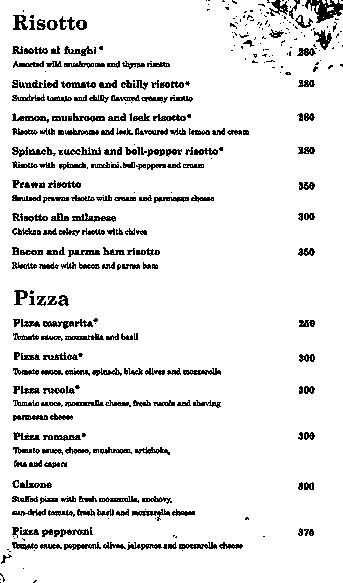 Risotto
Risotto al funghi* 280
Assorted wild mushrooms and thyme risotto
Sundried tomato and chilly risotto* 280
Sundried tomato and chilly flavored creamy risotto
Lemon, mushroom and leek risotto* 280
Risotto with mushrooms and leek, flavoured with lemon and cream
Spinach, zucchini and bell-pepper risotto* 280
Risotto with spinach, zucchini, bell-peppers and cream
Prawn risotto 350
Sauteed prawns risotto with cream and parmesan cheese
Risotto alla milanese 300
Chicken and celery risotto with chives
Bacon and parma ham risotto 350
Risotto made with bacon and parma ham
Pizza
Pizza margarita* 250
Tomato sauce, mozzarella and basil
Pizza rustica* 300
Tomato sauce, onions, spinach, black olives and mozzarella
Pizza rucola* 300
Tomato sauce, mozzarella cheese, fresh rucola and shaving
parmesan cheese
Pizza romana* 300
Tomato sauce, cheese, mushroom, artichoke,
feta and capers
Calzone 300
Stuffed pizza with fresh mozzarella, anchovy,
sun-dried tomato, fresh basil and mozzarella cheese
Pizza pepperoni 375
Tomato sauce, pepperoni, olives, jalapenos and mozzarella cheese